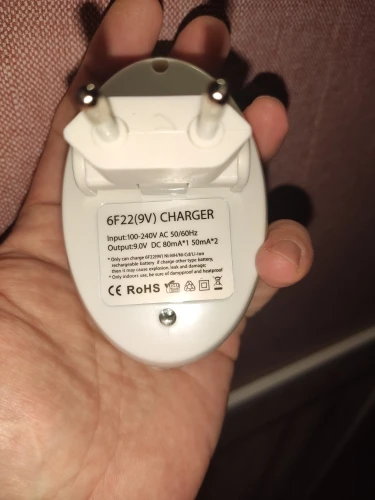 6F22(9V) CHARGER
Input:100-240V AC 50/60Hz
Output:9.0V DC 80mA*1 50mA*2
* Only can charge 6F22(9V) Ni-MH/Ni-Cd/Li-ion
rechargeable battery. if charge other type battery,
then it may cause explosion, leak and damage;
* Only indoors use, be sure of dampproof and heatproof
CE RoHS